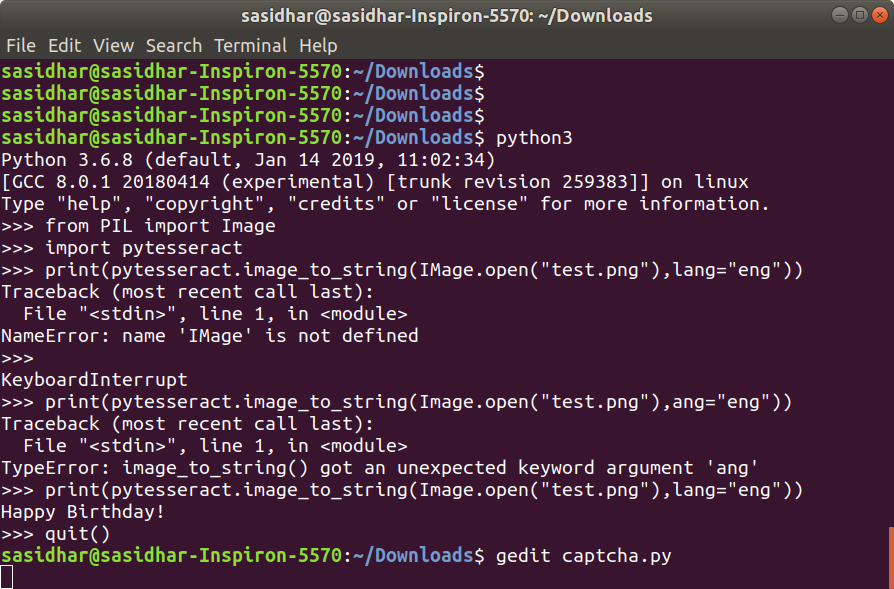 sasidhar@sasidhar-Inspiron-5570: ~/Downloads
File Edit View Search Terminal Help
sasidhar@sasidhar-Inspiron-5570:~/Downloads$
sasidhar@sasidhar-Inspiron-5570:~/Downloads$
sasidhar@sasidhar-Inspiron-5570:~/Downloads$
sasidhar@sasidhar-Inspiron-5570:~/Downloads$ python3
Python 3.6.8 (default, Jan 14 2019, 11:02:34)
[GCC 8.0.1 20180414 (experimental) [trunk revision 259383]] on linux
Type "help", "copyright", "credits" or "license" for more information.
>>> from PIL import Image
>>> import pytesseract
>>> print(pytesseract.image_to_string(IMage.open("test.png"),lang="eng"))
Traceback (most recent call last):
  File "<stdin>", line 1, in <module>
NameError: name 'IMage' is not defined
>>>
KeyboardInterrupt
>>> print(pytesseract.image_to_string(Image.open("test.png"),ang="eng"))
Traceback (most recent call last):
  File "<stdin>", line 1, in <module>
TypeError: image_to_string() got an unexpected keyword argument 'ang'
>>> print(pytesseract.image_to_string(Image.open("test.png"),lang="eng"))
Happy Birthday!
>>> quit()
sasidhar@sasidhar-Inspiron-5570:~/Downloads$ gedit captcha.py